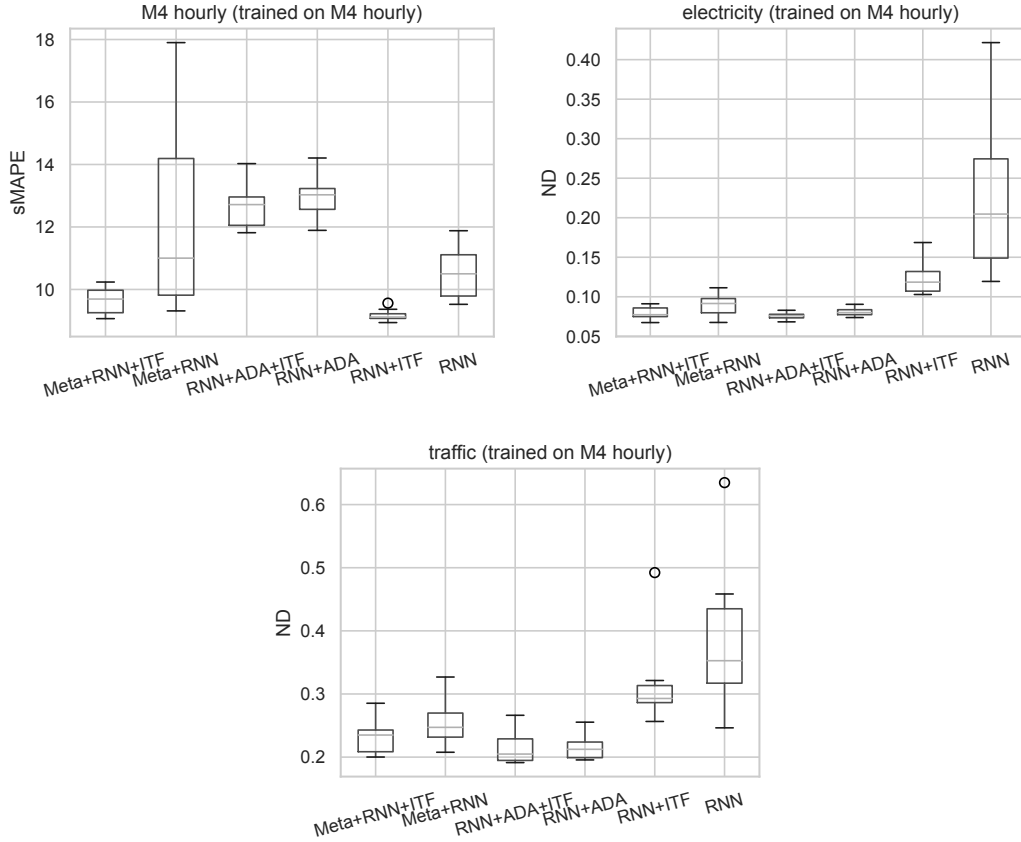 M4 hourly (trained on M4 hourly)
18
16
14
12
10
sMAPE
Meta+RNN+ITF
Meta+RNN
RNN+ADA+ITF
RNN+ADA
RNN+ITF
RNN
electricity (trained on M4 hourly)
0.40
0.35
0.30
0.25
0.20
0.15
0.10
0.05
ND
Meta+RNN+ITF
Meta+RNN
RNN+ADA+ITF
RNN+ADA
RNN+ITF
RNN
traffic (trained on M4 hourly)
0.6
0.5
0.4
0.3
0.2
ND
Meta+RNN+ITF
Meta+RNN
RNN+ADA+ITF
RNN+ADA
RNN+ITF
RNN